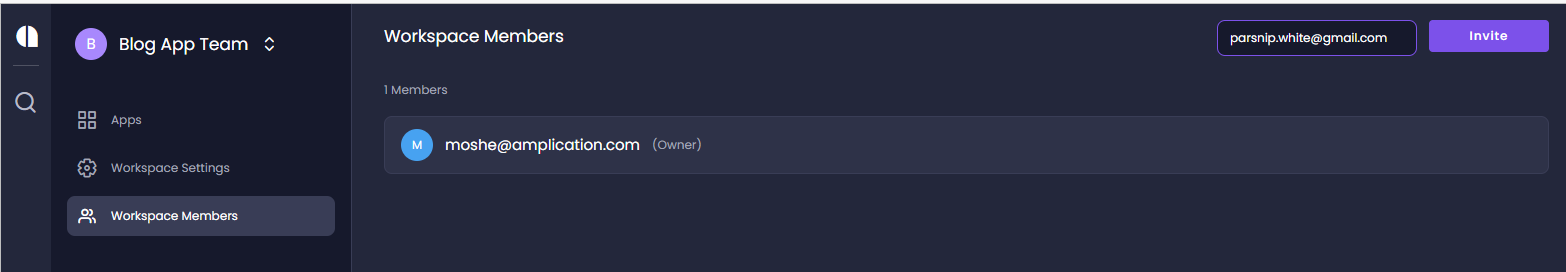 B Blog App Team
Apps
Workspace Settings
Workspace Members
Workspace Members
parsnip.white@gmail.com
Invite
1 Members
M moshe@amplication.com (Owner)